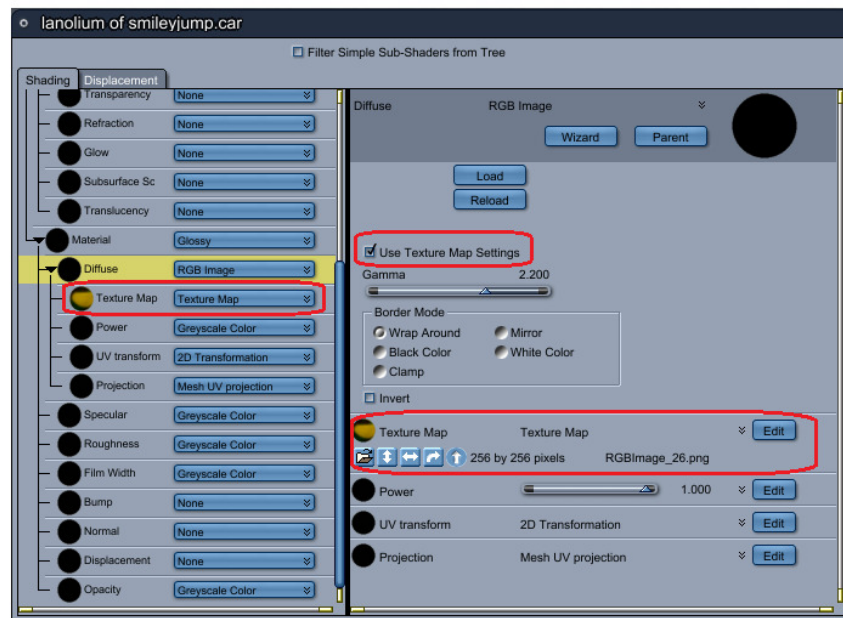 lanolium of smileyjump.car
Filter Simple Sub-Shaders from Tree
Shading Displacement
Transparency None
Refraction None
Glow None
Subsurface Sc None
Translucency None
Material Glossy
Diffuse RGB Image
Texture Map Texture Map
Power Greyscale Color
UV transform 2D Transformation
Projection Mesh UV projection
Specular Greyscale Color
Roughness Greyscale Color
Film Width Greyscale Color
Bump None
Normal None
Displacement None
Opacity Greyscale Color
Diffuse RGB Image
Wizard Parent
Load
Reload
Use Texture Map Settings
Gamma 2.200
Border Mode
Wrap Around Mirror
Black Color White Color
Clamp
Invert
Texture Map Texture Map Edit
256 by 256 pixels RGBImage_26.png
Power 1.000 Edit
UV transform 2D Transformation Edit
Projection Mesh UV projection Edit